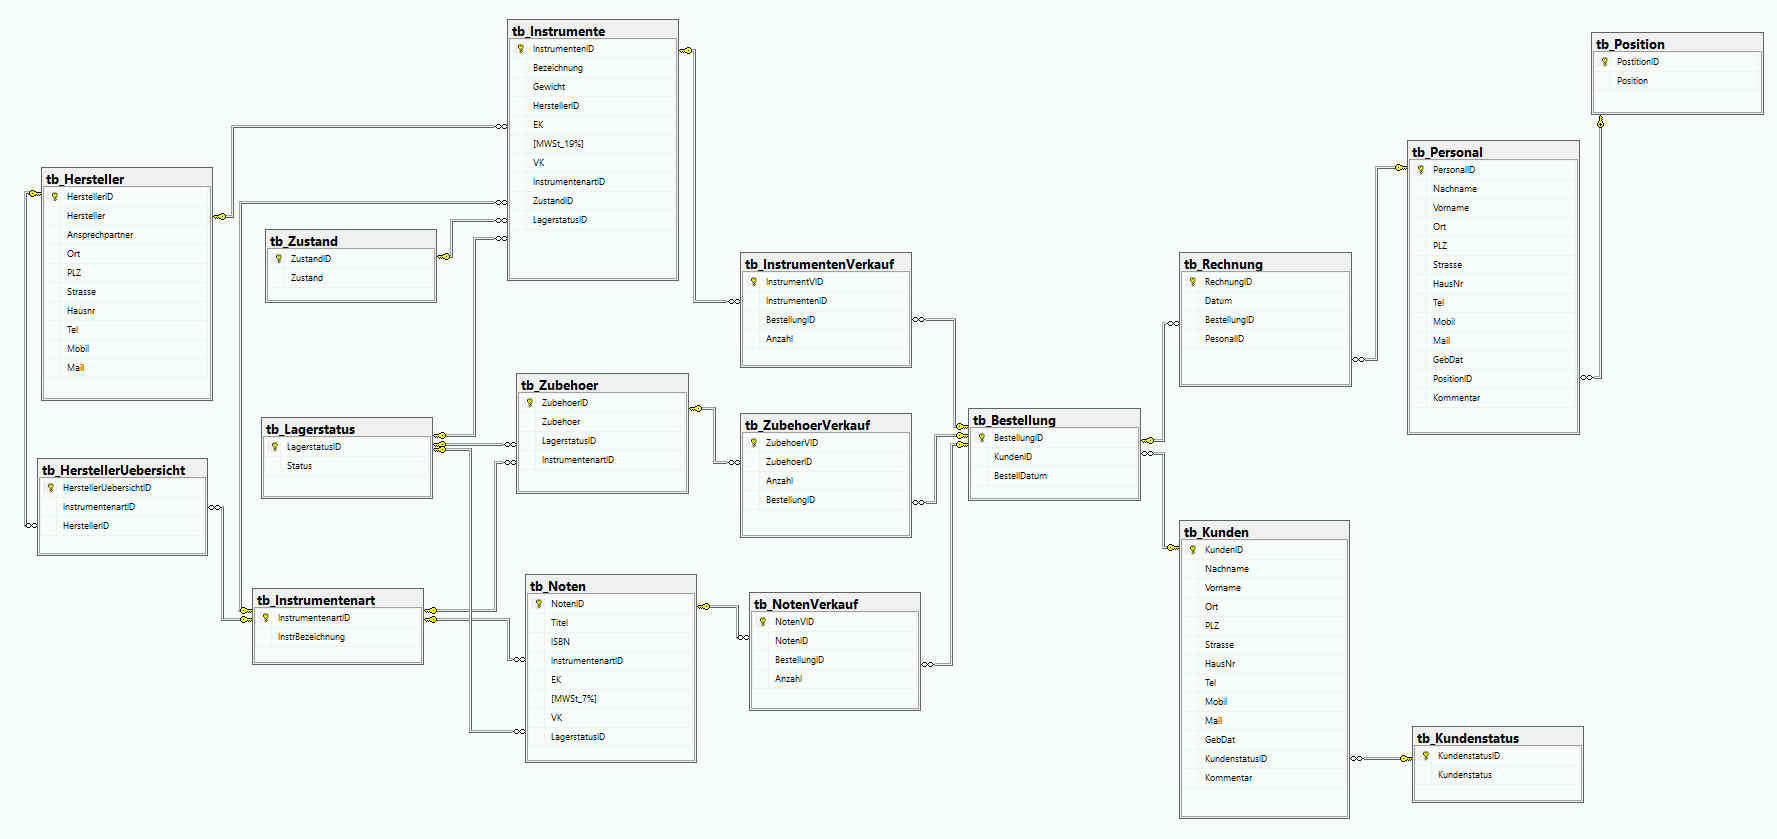 tb_Instrumente
InstrumentenID
Bezeichnung
Gewicht
HerstellerID
EK
[MWSt_19%]
VK
InstrumentenartID
ZustandID
LagerstatusID
tb_Position
PostitionID
Position
tb_Personal
PersonalID
Nachname
Vorname
Ort
PLZ
Strasse
HausNr
Tel
Mobil
Mail
GebDat
PositionID
Kommentar
tb_Hersteller
HerstellerID
Hersteller
Ansprechpartner
Ort
PLZ
Strasse
Hausnr
Tel
Mobil
Mail
tb_Zustand
ZustandID
Zustand
tb_InstrumentenVerkauf
InstrumentVID
InstrumentenID
BestellungID
Anzahl
tb_Rechnung
RechnungID
Datum
BestellungID
PesonalID
tb_Zubehoer
ZubehoerID
Zubehoer
LagerstatusID
InstrumentenartID
tb_ZubehoerVerkauf
ZubehoerVID
ZubehoerID
Anzahl
BestellungID
tb_Bestellung
BestellungID
KundenID
BestellDatum
tb_Lagerstatus
LagerstatusID
Status
tb_HerstellerUebersicht
HerstellerUebersichtID
InstrumentenartID
HerstellerID
tb_Instrumentenart
InstrumentenartID
InstrBezeichnung
tb_Noten
NotenID
Titel
ISBN
InstrumentenartID
EK
[MWSt_7%]
VK
LagerstatusID
tb_NotenVerkauf
NotenVID
NotenID
BestellungID
Anzahl
tb_Kunden
KundenID
Nachname
Vorname
Ort
PLZ
Strasse
HausNr
Tel
Mobil
Mail
GebDat
KundenstatusID
Kommentar
tb_Kundenstatus
KundenstatusID
Kundenstatus